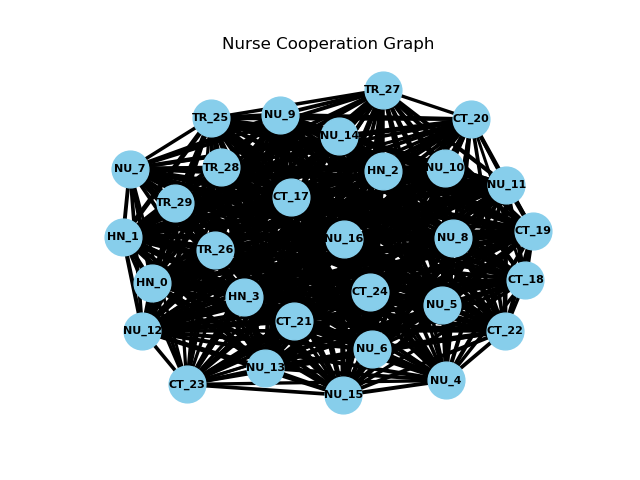 Nurse Cooperation Graph
TR_27
TR_25
NU_9
CT_20
NU_14
NU_7
TR_28
HN_2
NU_10
NU_11
CT_17
TR_29
HN_1
NU_16
NU_8
CT_19
TR_26
HN_0
CT_18
HN_3
CT_24
NU_5
CT_21
NU_12
CT_22
NU_6
NU_13
CT_23
NU_4
NU_15